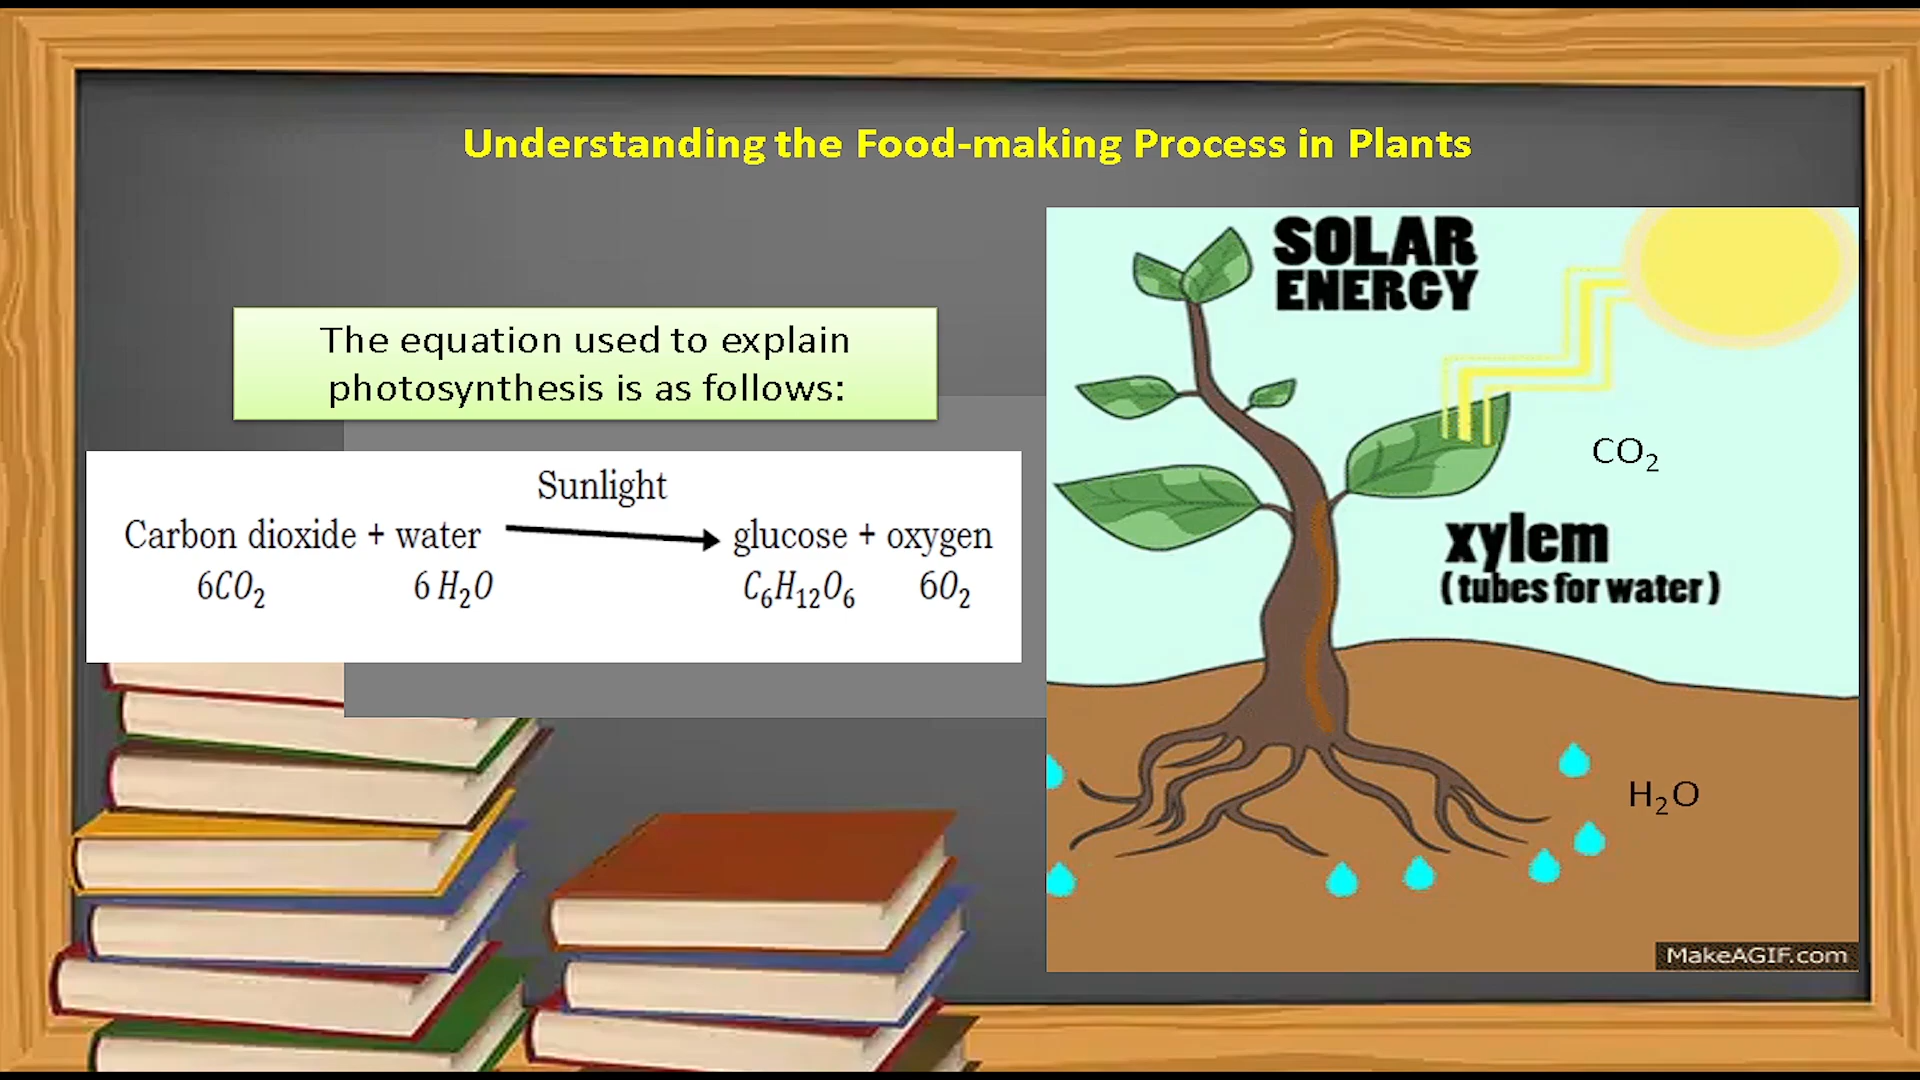 Understanding the Food-making Process in Plants
The equation used to explain
photosynthesis is as follows:
Sunlight
Carbon dioxide + water glucose + oxygen
6CO₂ 6 H₂O C₆H₁₂O₆ 6O₂
SOLAR
ENERGY
CO₂
xylem
(tubes for water)
H₂O
MakeAGIF.com